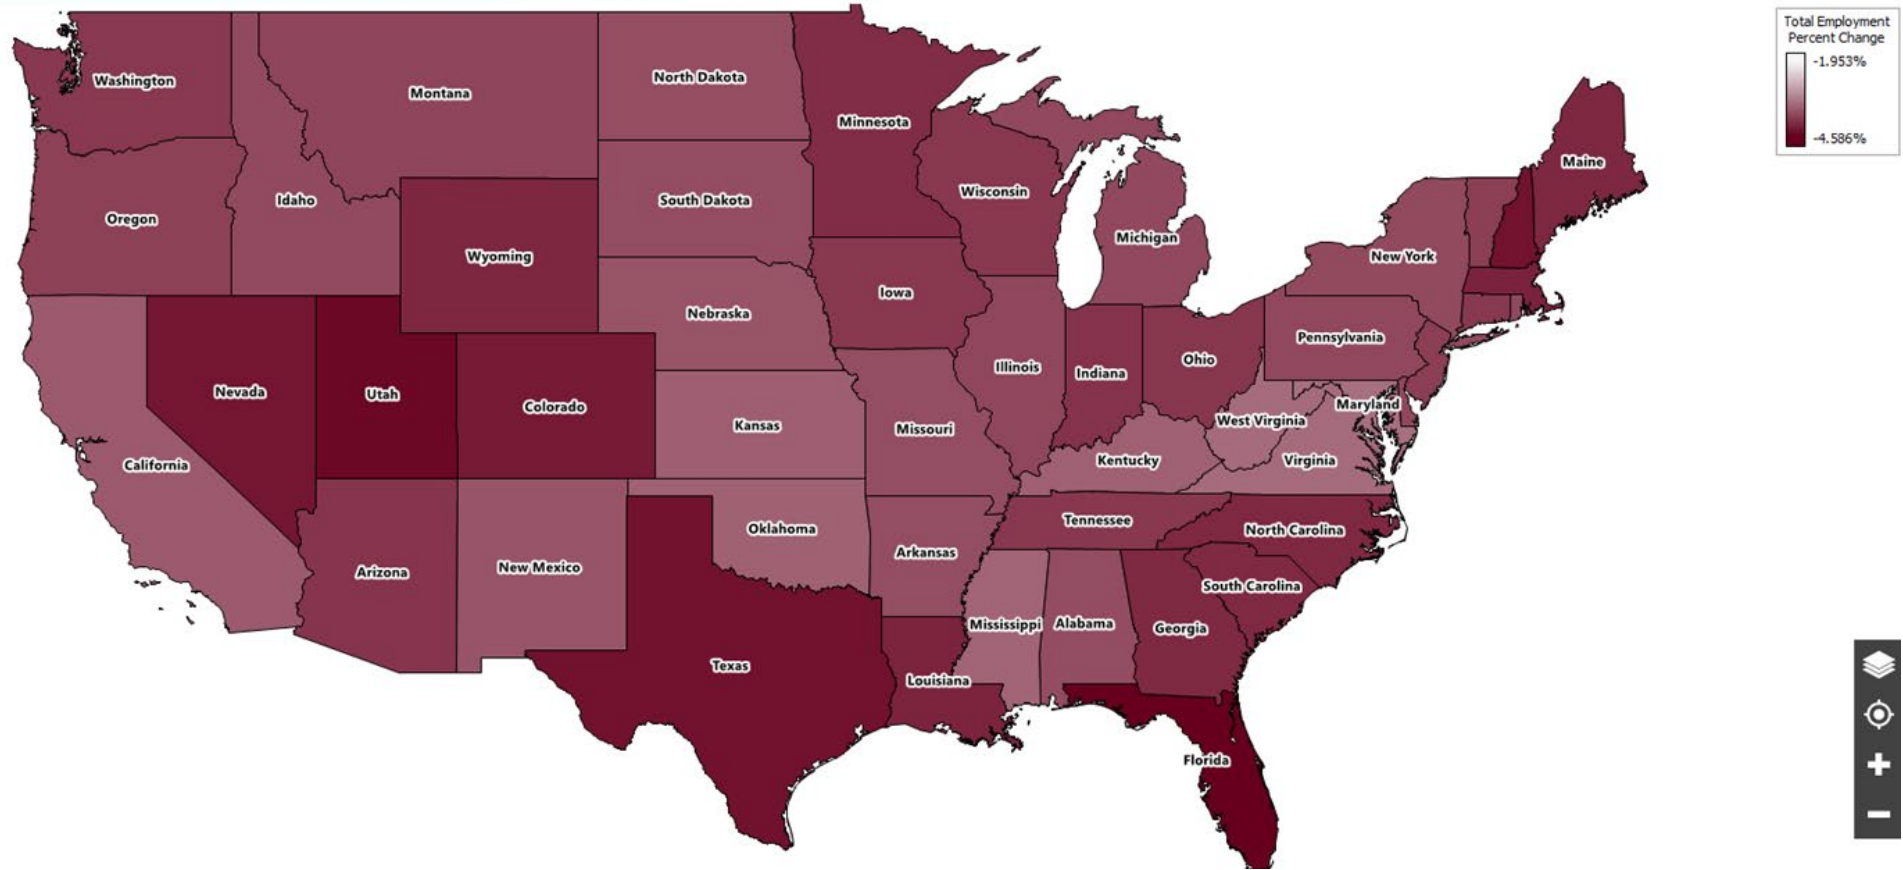 Total Employment
Percent Change
-1.953%
-4.586%
Washington
Montana
North Dakota
Minnesota
Maine
Oregon
Idaho
South Dakota
Wisconsin
Michigan
Wyoming
New York
Iowa
Nebraska
Pennsylvania
Ohio
Illinois
Indiana
Nevada
Utah
Colorado
Maryland
West Virginia
Kansas
Missouri
California
Kentucky
Virginia
Tennessee
Oklahoma
North Carolina
Arkansas
New Mexico
Arizona
South Carolina
Mississippi
Alabama
Georgia
Texas
Louisiana
Florida